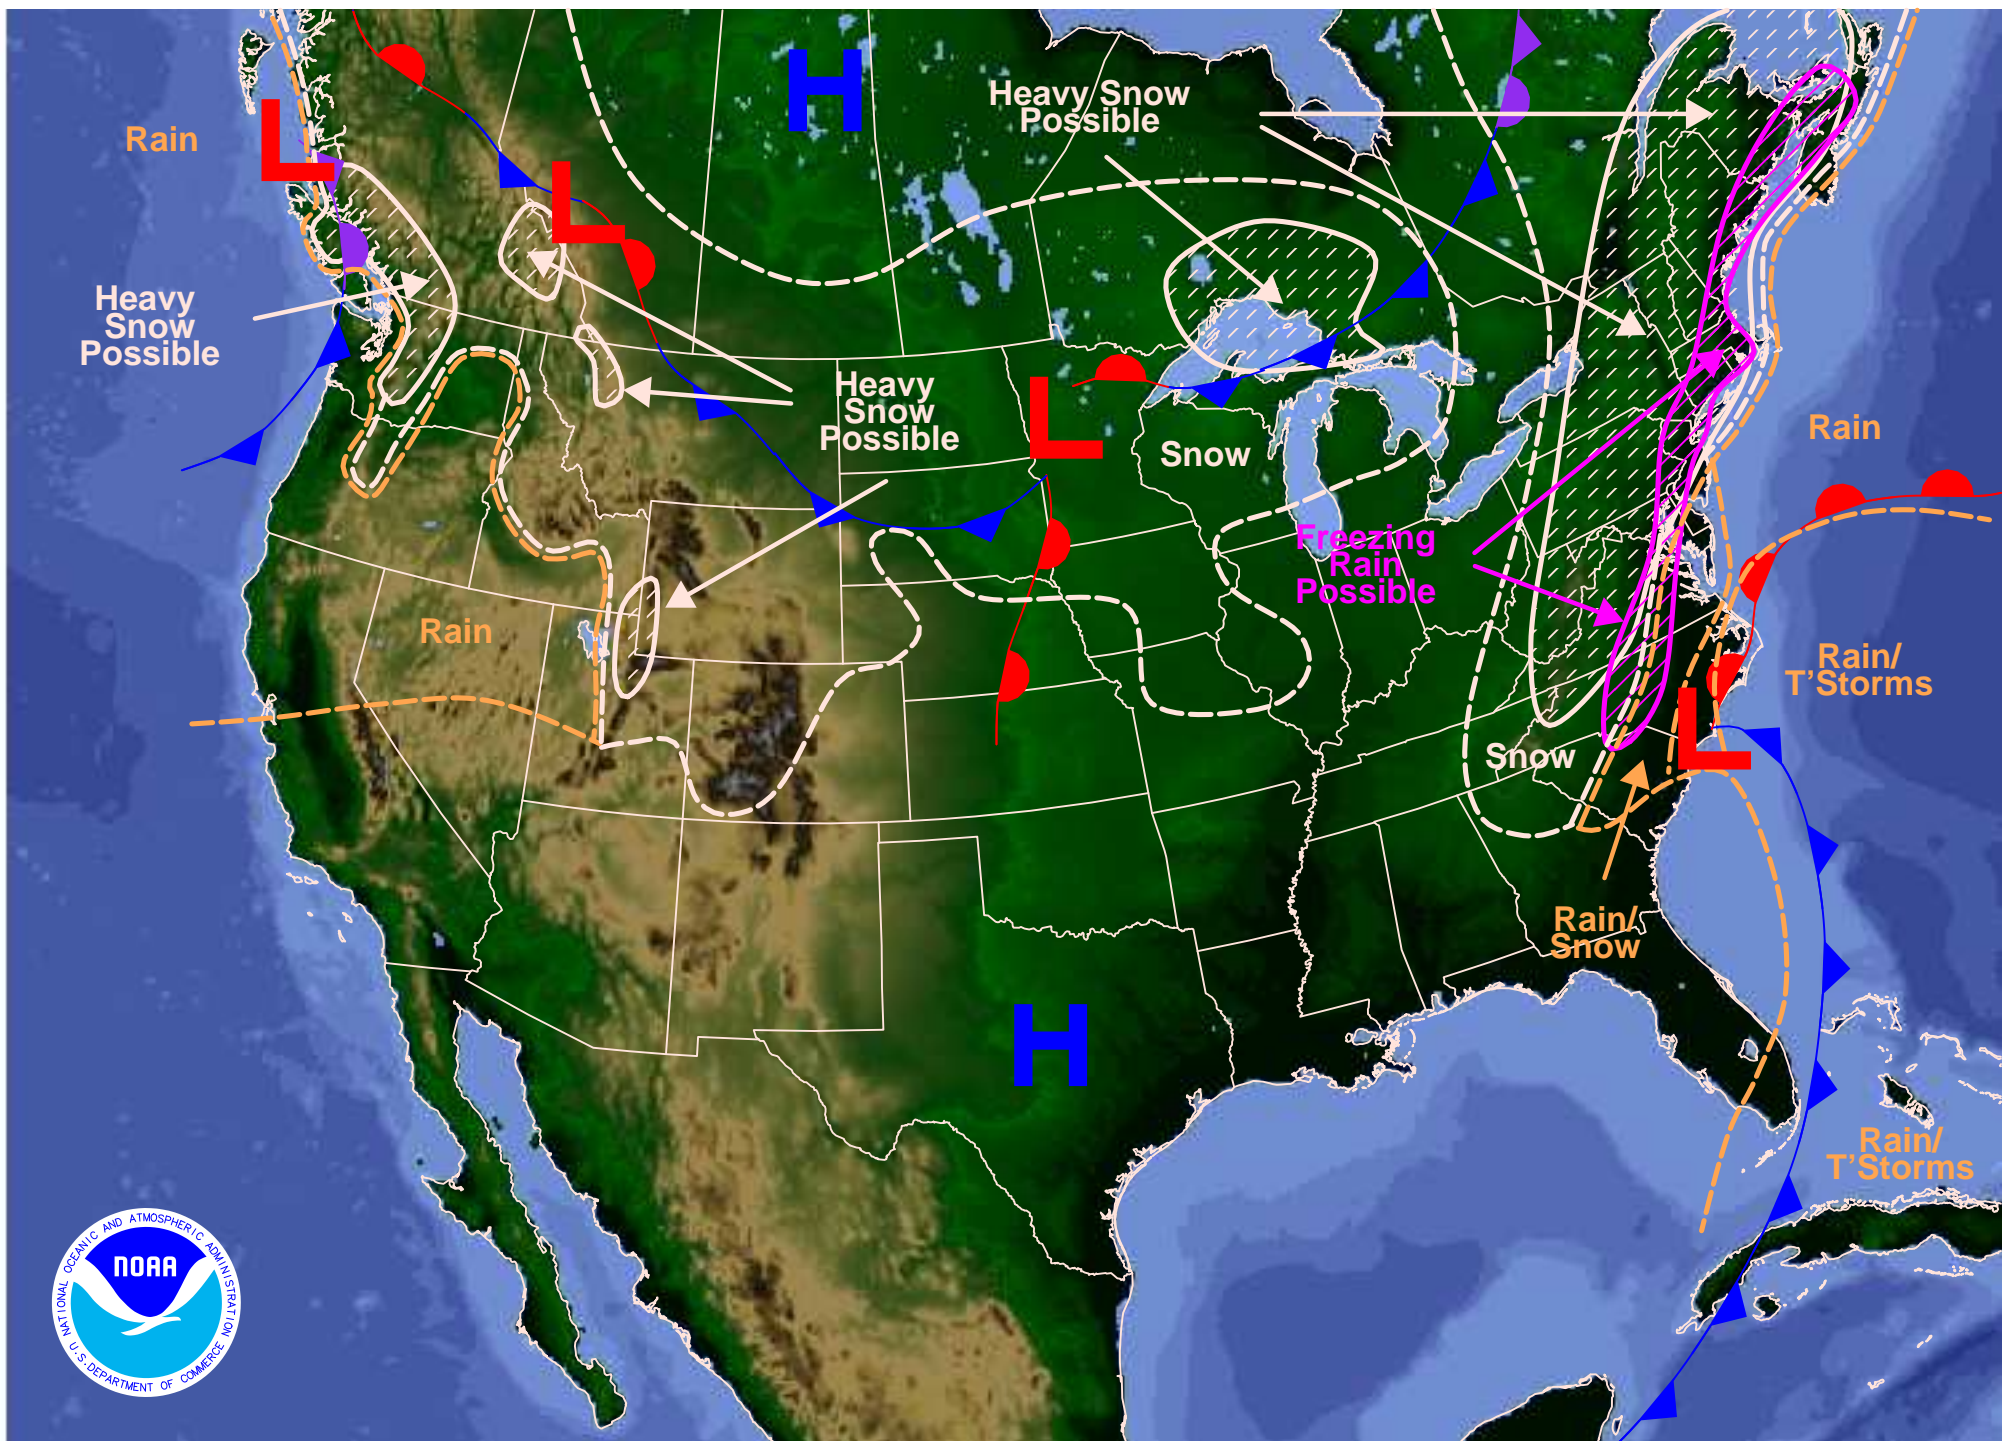 H
Heavy Snow
Possible
L
Rain
L
Heavy
Snow
Possible
Heavy
Snow
Possible
L
Snow
Rain
Freezing
Rain
Possible
Rain
Rain/
T'Storms
L
Snow
Rain/
Snow
H
Rain/
T'Storms
NATIONAL OCEANIC AND ATMOSPHERIC ADMINISTRATION
NOAA
U.S. DEPARTMENT OF COMMERCE